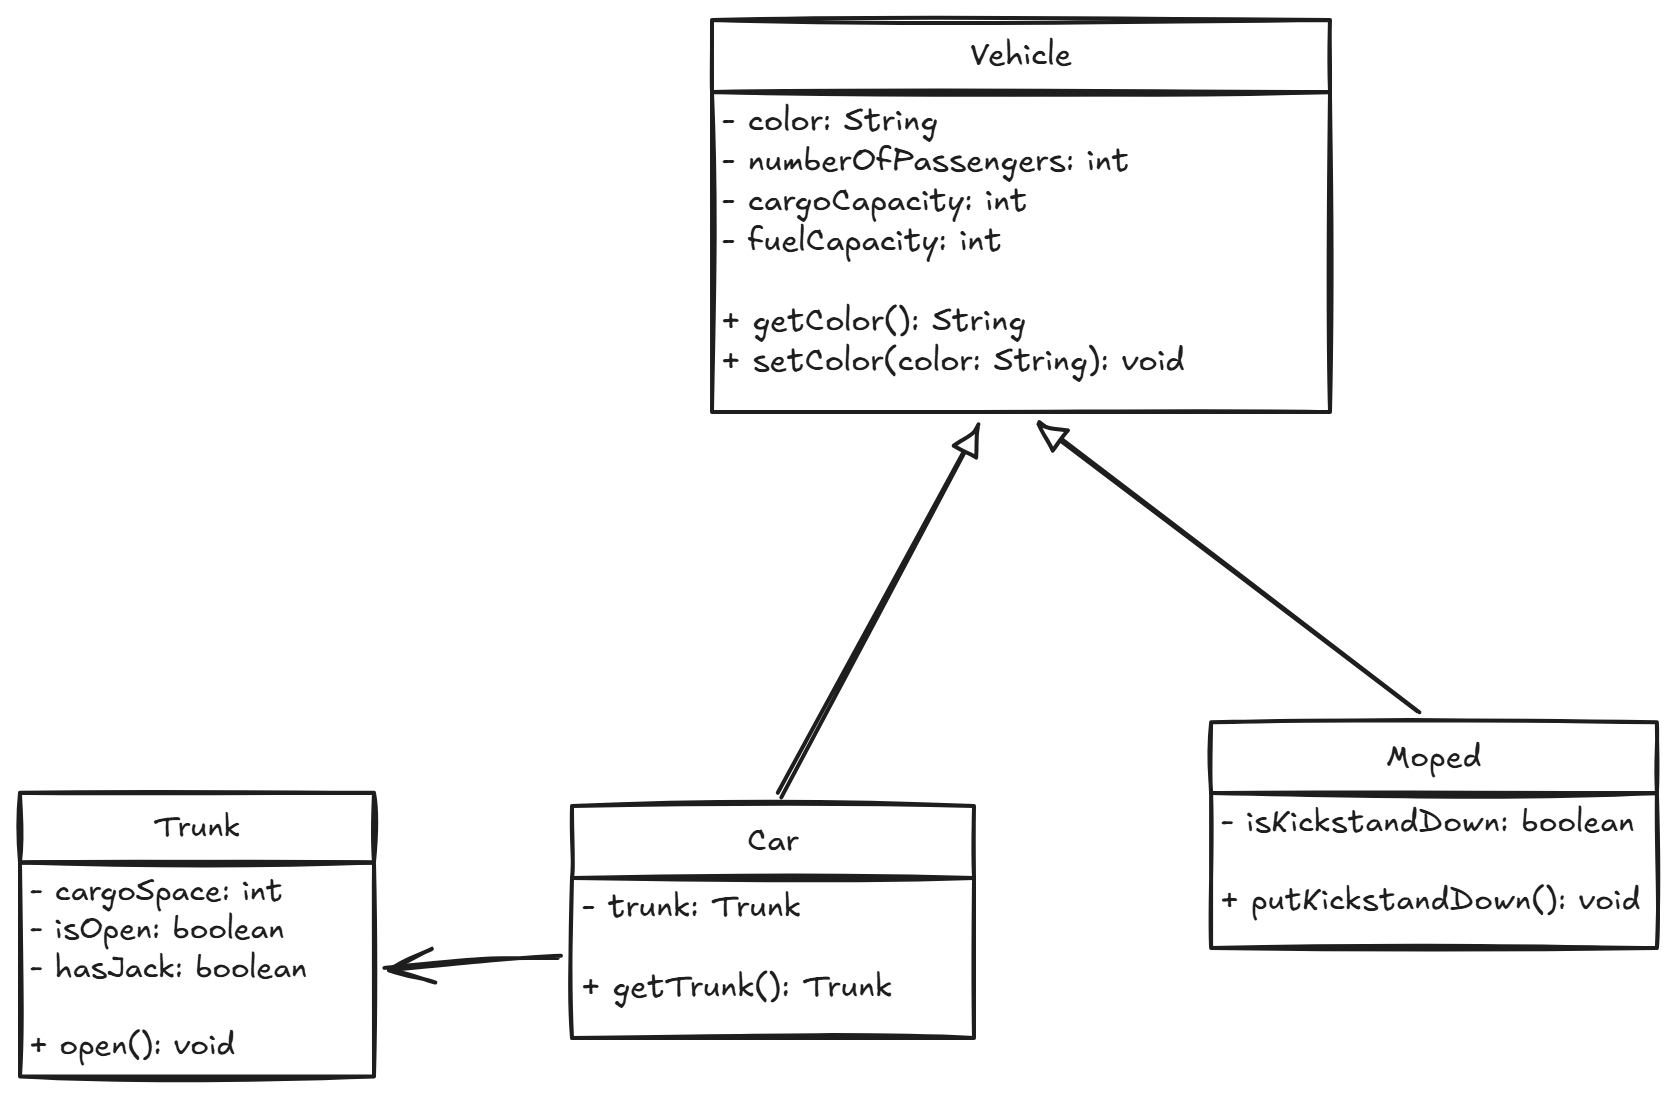 Vehicle
- color: String
- numberOfPassengers: int
- cargoCapacity: int
- fuelCapacity: int
+ getColor(): String
+ setColor(color: String): void
Trunk
- cargoSpace: int
- isOpen: boolean
- hasJack: boolean
+ open(): void
Car
- trunk: Trunk
+ getTrunk(): Trunk
Moped
- isKickstandDown: boolean
+ putKickstandDown(): void